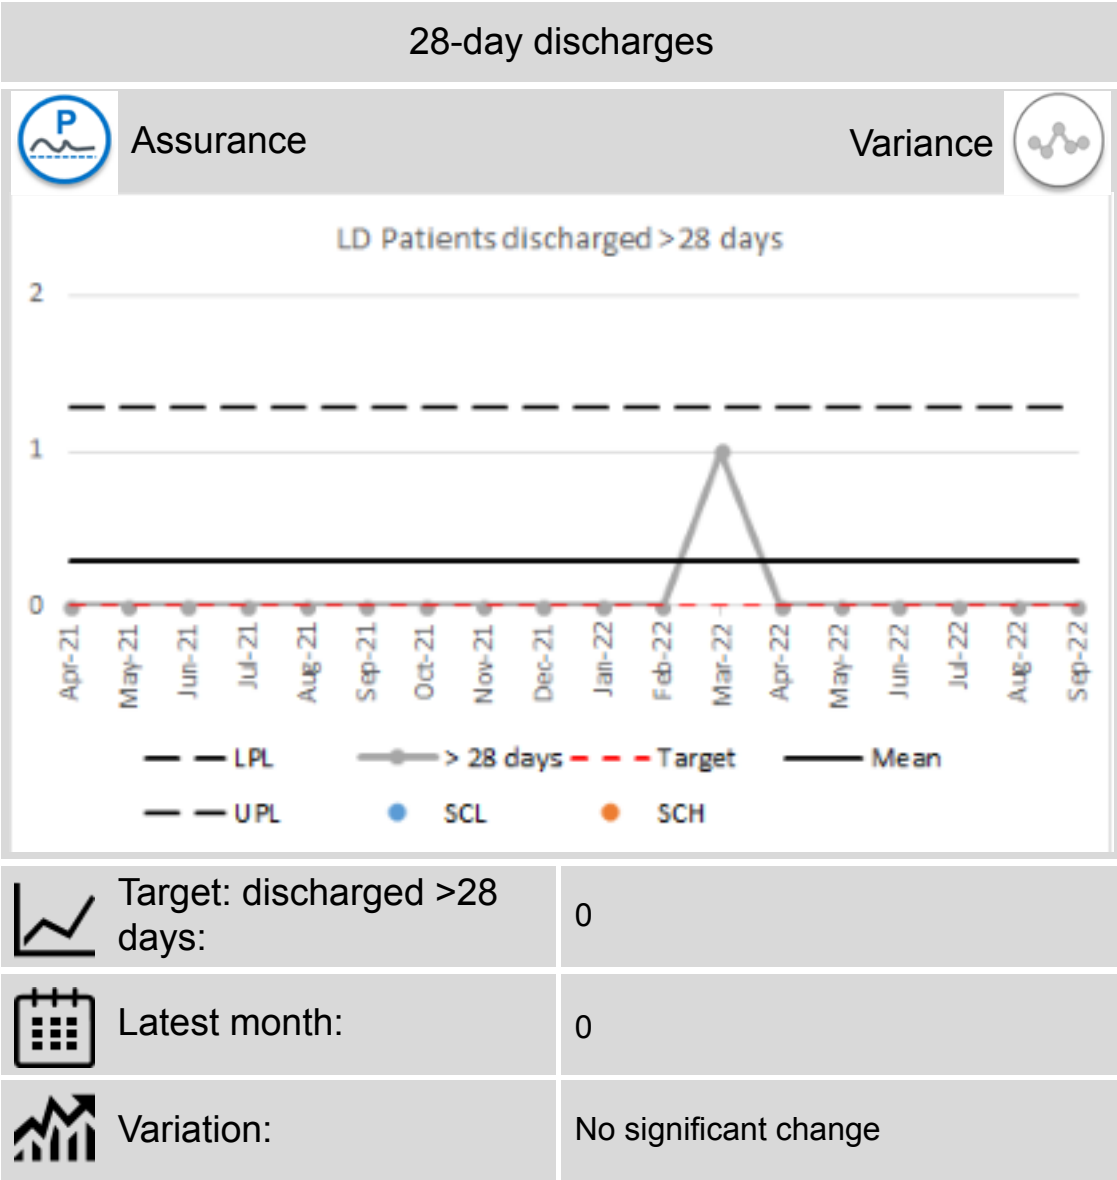 28-day discharges
P
Assurance
Variance
LD Patients discharged >28 days
2
1
0
Apr-21
May-21
Jun-21
Jul-21
Aug-21
Sep-21
Oct-21
Nov-21
Dec-21
Jan-22
Feb-22
Mar-22
Apr-22
May-22
Jun-22
Jul-22
Aug-22
Sep-22
LPL
> 28 days
Target
Mean
UPL
SCL
SCH
Target: discharged >28
days:
0
Latest month:
0
Variation:
No significant change